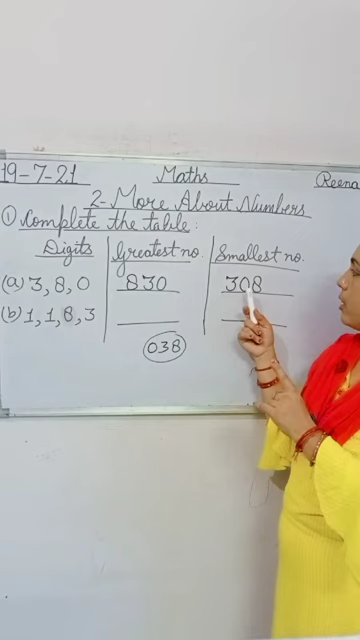 19-7-21 Maths Reena
2- More About Numbers
① Complete the table:
Digits Greatest no. Smallest no.
(a) 3, 8, 0 830 308
(b) 1, 1, 8, 3
038